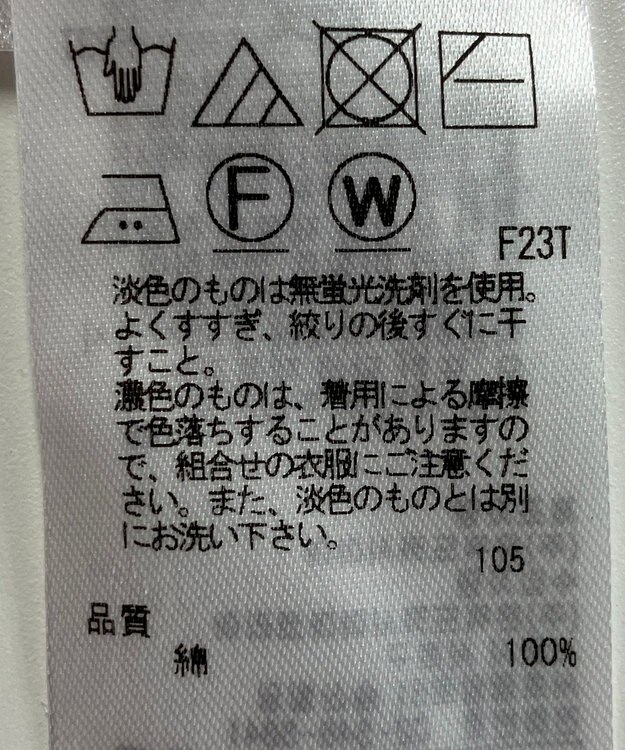 F W
F23T
淡色のものは無蛍光洗剤を使用。
よくすすぎ、絞りの後すぐに干
すこと。
濃色のものは、着用による摩擦
で色落ちすることがありますの
で、組合せの衣服にご注意くだ
さい。また、淡色のものとは別
にお洗い下さい。
105
品質
綿 100%